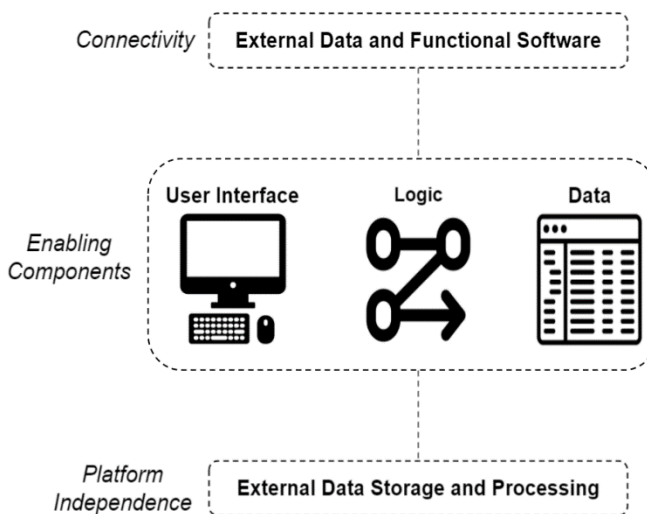 Connectivity
External Data and Functional Software
User Interface
Logic
Data
Enabling
Components
Platform
Independence
External Data Storage and Processing